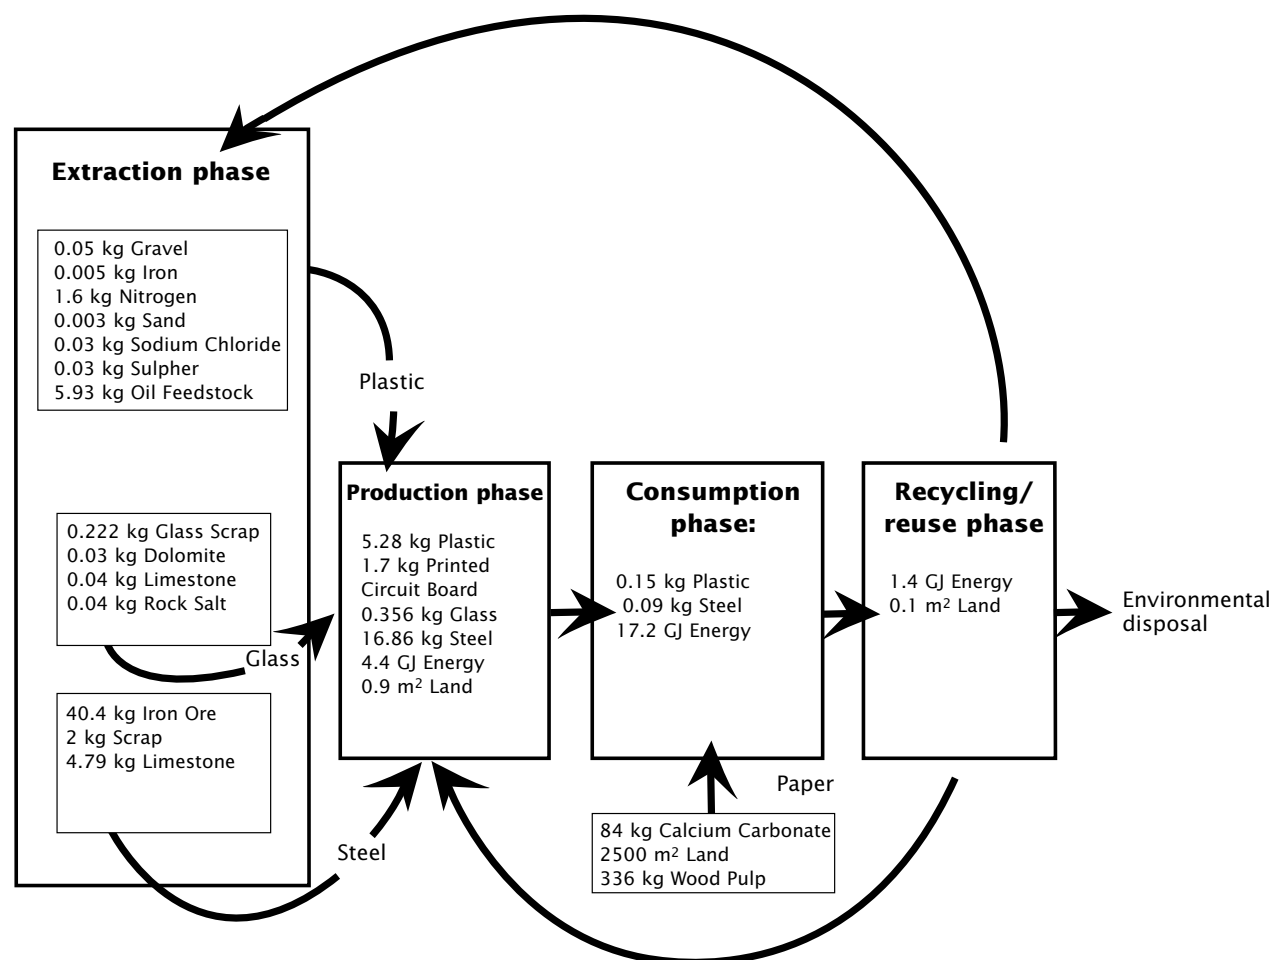 Extraction phase
0.05 kg Gravel
0.005 kg Iron
1.6 kg Nitrogen
0.003 kg Sand
0.03 kg Sodium Chloride
0.03 kg Sulpher
5.93 kg Oil Feedstock
Plastic
0.222 kg Glass Scrap
0.03 kg Dolomite
0.04 kg Limestone
0.04 kg Rock Salt
Glass
40.4 kg Iron Ore
2 kg Scrap
4.79 kg Limestone
Steel
Production phase
5.28 kg Plastic
1.7 kg Printed
Circuit Board
0.356 kg Glass
16.86 kg Steel
4.4 GJ Energy
0.9 m² Land
Consumption
phase:
0.15 kg Plastic
0.09 kg Steel
17.2 GJ Energy
Paper
84 kg Calcium Carbonate
2500 m² Land
336 kg Wood Pulp
Recycling/
reuse phase
1.4 GJ Energy
0.1 m² Land
Environmental
disposal